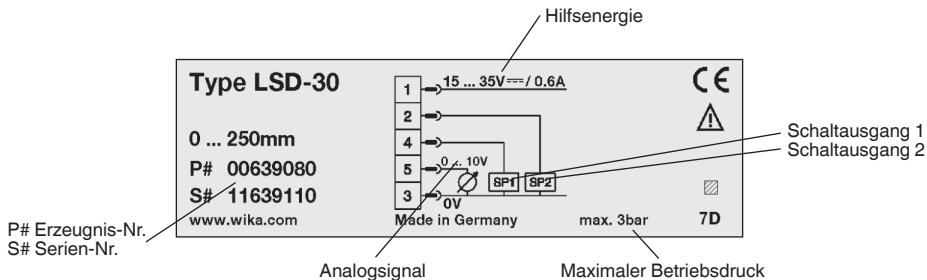 Hilfsenergie
Type LSD-30
1
15 ... 35V⎓/ 0.6A
CE
2
0 ... 250mm
4
Schaltausgang 1
Schaltausgang 2
P# 00639080
5
0 ... 10V
SP1
SP2
S# 11639110
3
0V
www.wika.com
Made in Germany
max. 3bar
7D
P# Erzeugnis-Nr.
S# Serien-Nr.
Analogsignal
Maximaler Betriebsdruck